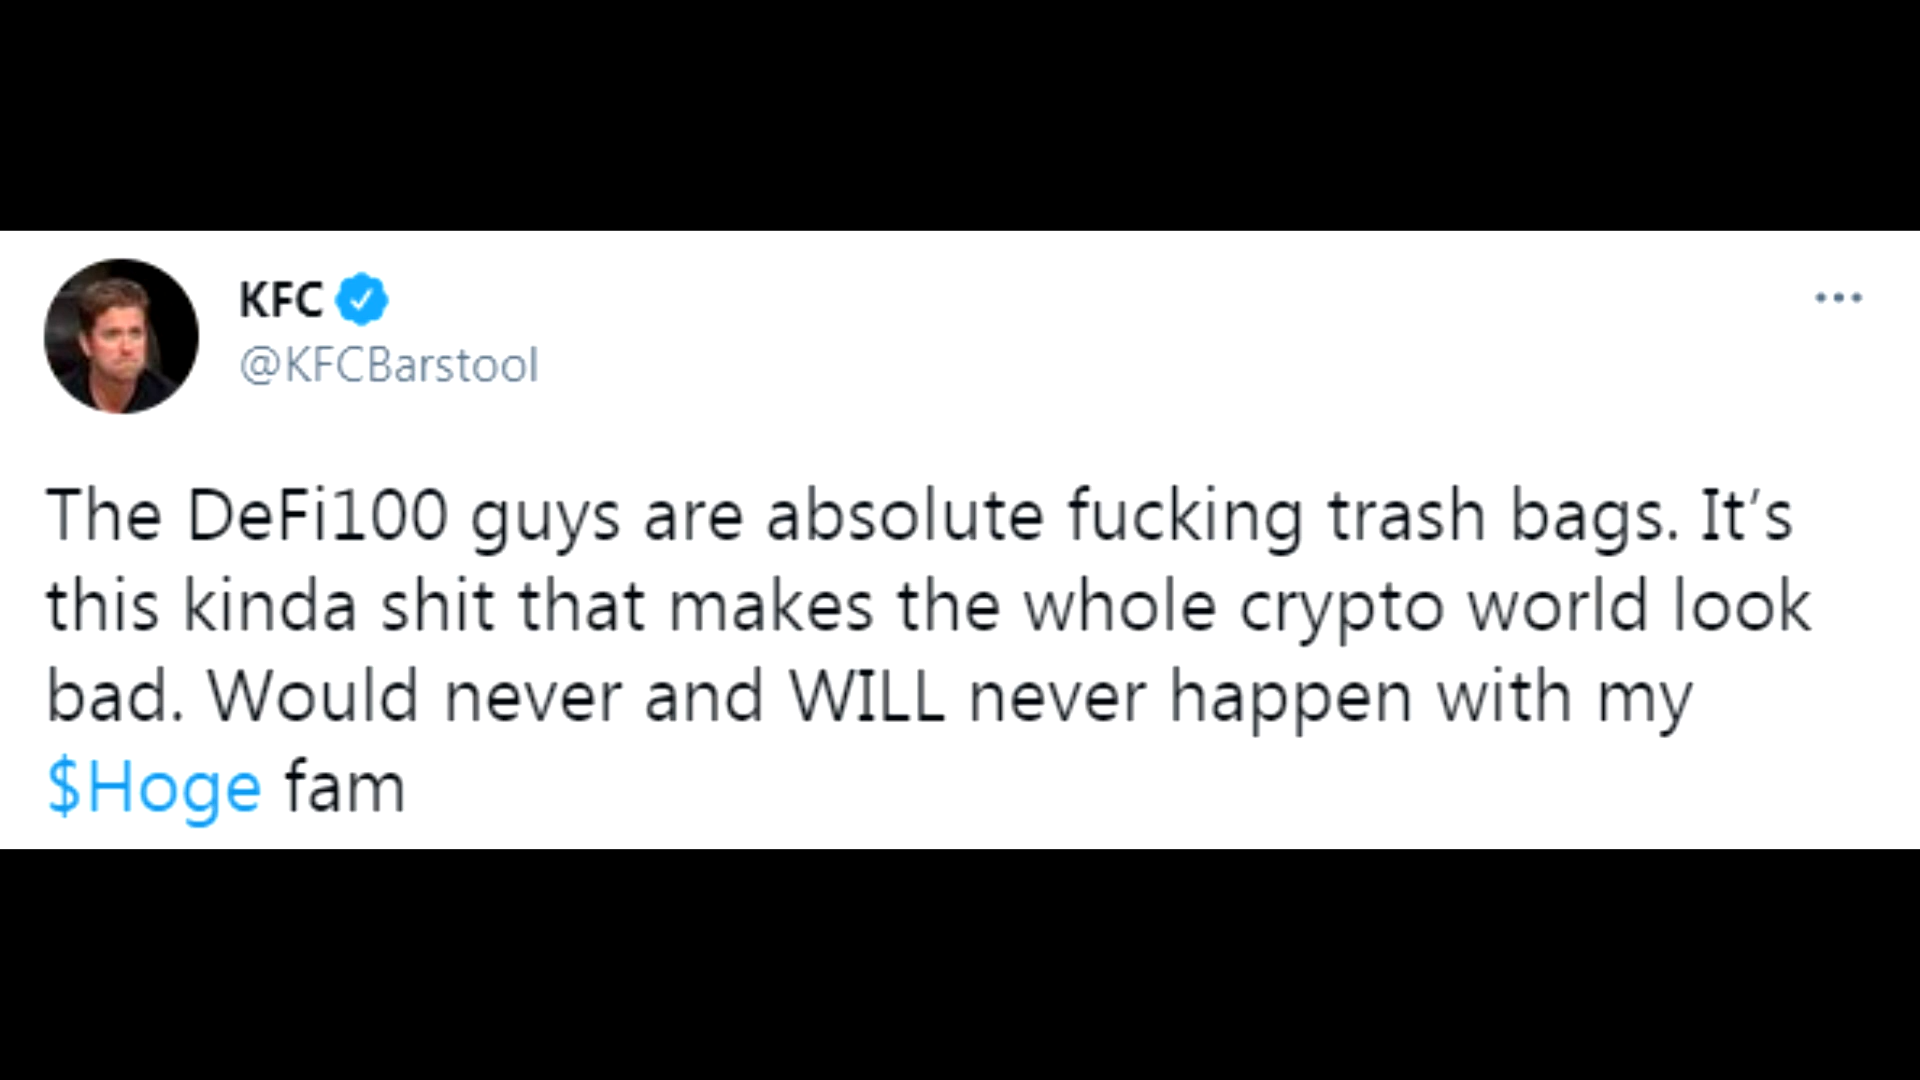 KFC
@KFCBarstool
The DeFi100 guys are absolute fucking trash bags. It’s
this kinda shit that makes the whole crypto world look
bad. Would never and WILL never happen with my
$Hoge fam